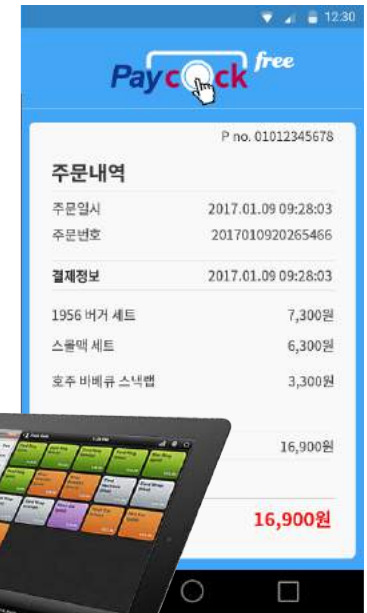 12:30
Paycock free
P no. 01012345678
주문내역
주문일시 2017.01.09 09:28:03
주문번호 2017010920265466
결제정보 2017.01.09 09:28:03
1956 버거 세트 7,300원
스몰맥 세트 6,300원
호주 바베큐 스낵랩 3,300원
16,900원
16,900원